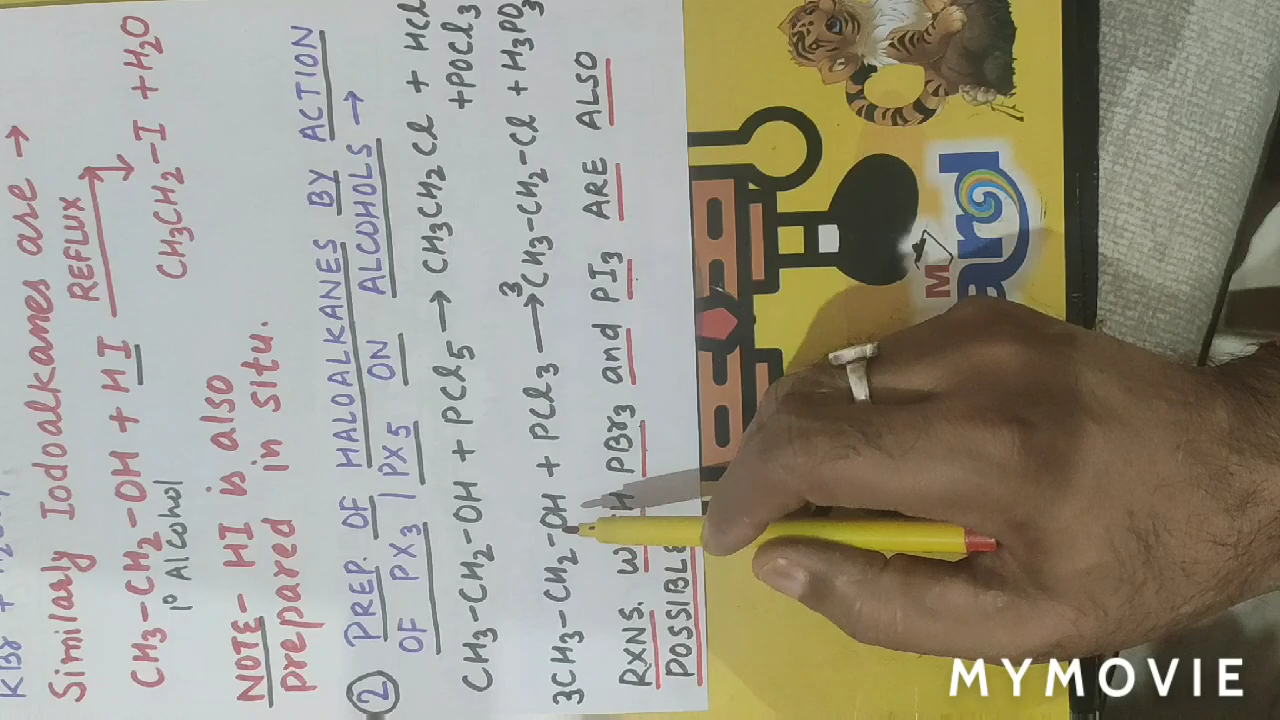 KBr +
Similarly Iodoalkanes are →
CH3-CH2-OH + HI REFLUX
1° Alcohol
CH3CH2-I + H2O
NOTE- HI is also
prepared in situ.
② PREP. OF HALOALKANES BY ACTION
OF PX3 | PX5 ON ALCOHOLS →
CH3-CH2-OH + PCl5 → CH3CH2Cl + HCl
+ POCl3
3CH3-CH2-OH + PCl3 → 3CH3-CH2-Cl + H3PO3
RXNS. PBr3 and PI3 ARE ALSO
POSSIBLE
M
MYMOVIE